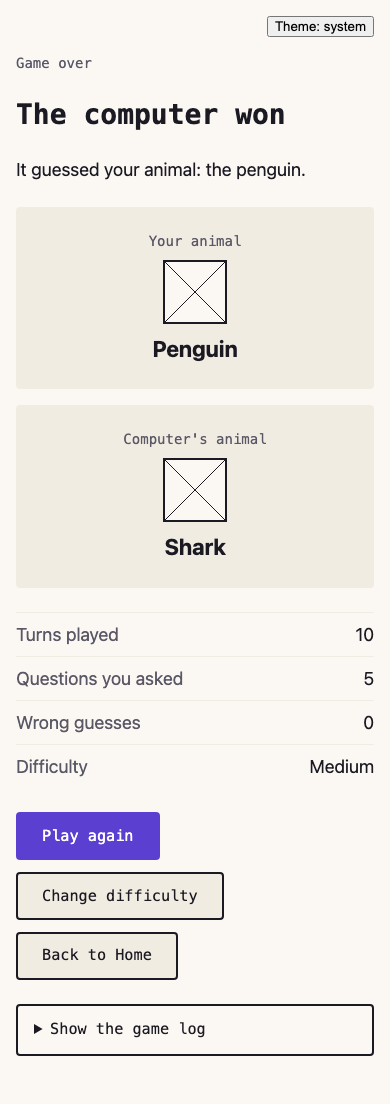 Theme: system
Game over
The computer won
It guessed your animal: the penguin.
Your animal
Penguin
Computer's animal
Shark
Turns played 10
Questions you asked 5
Wrong guesses 0
Difficulty Medium
Play again
Change difficulty
Back to Home
Show the game log